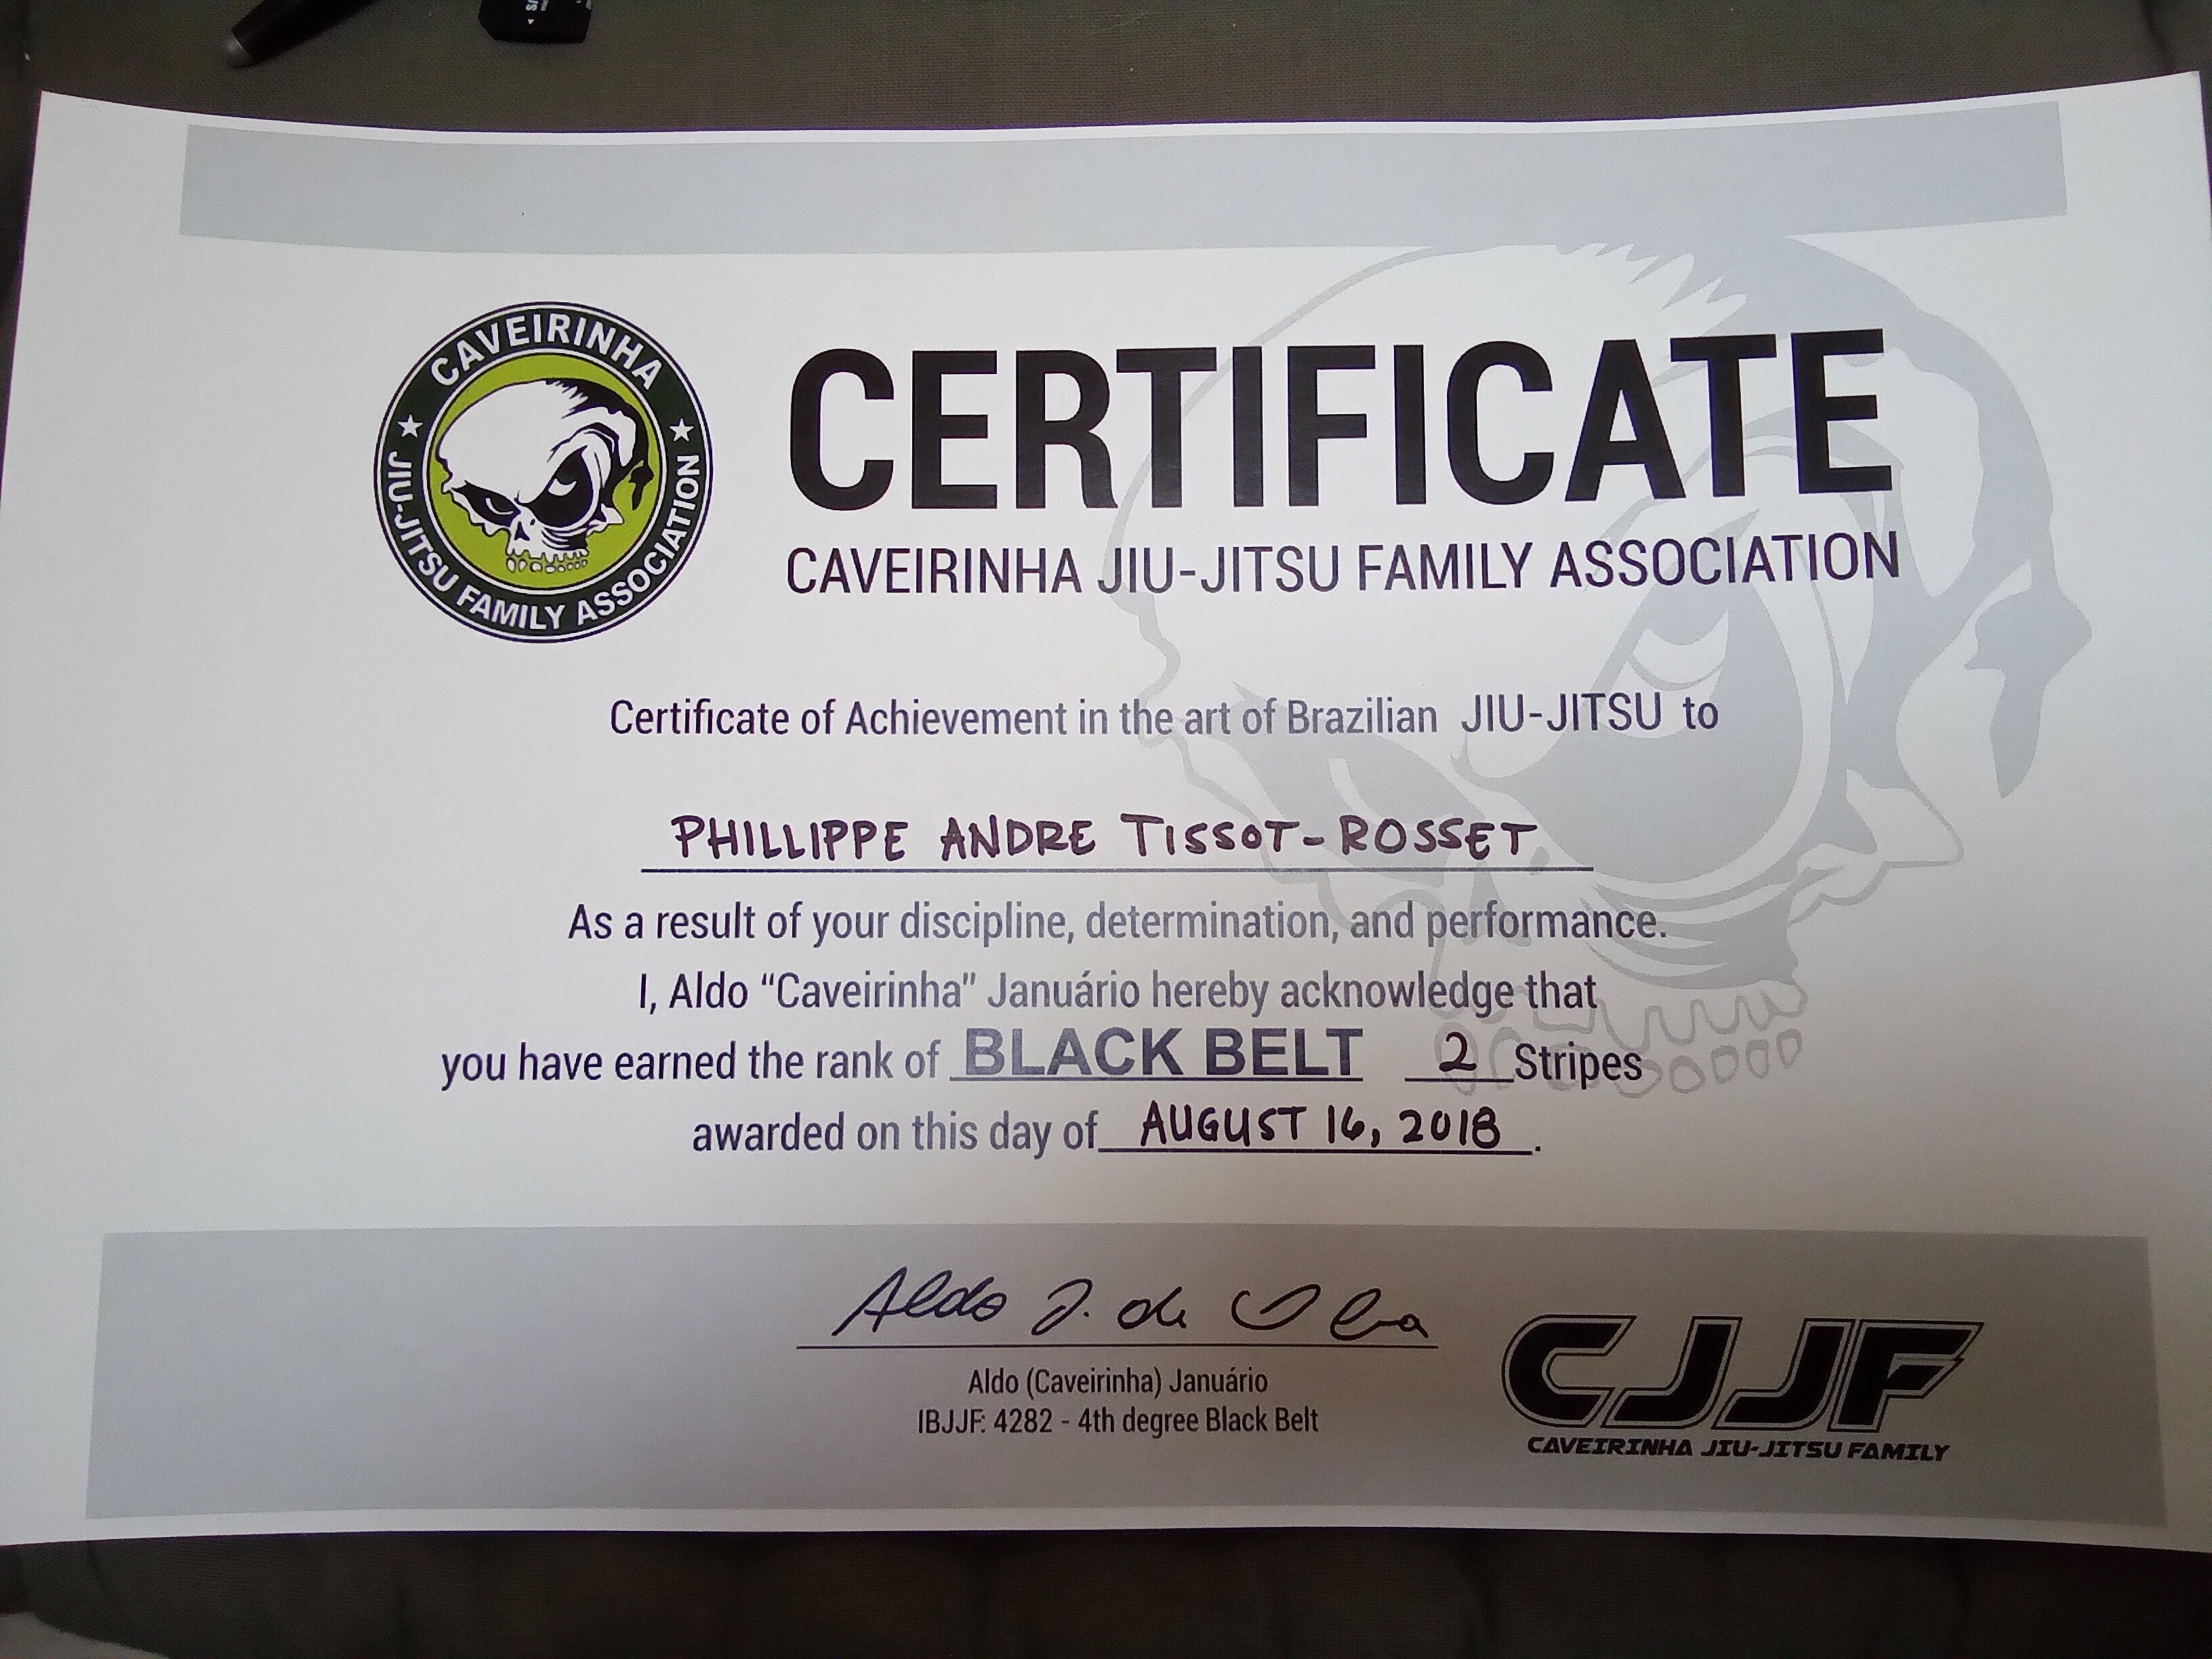 CAVEIRINHA
JIU-JITSU FAMILY ASSOCIATION
CERTIFICATE
CAVEIRINHA JIU-JITSU FAMILY ASSOCIATION
Certificate of Achievement in the art of Brazilian JIU-JITSU to
PHILLIPPE ANDRE TISSOT-ROSSET
As a result of your discipline, determination, and performance.
I, Aldo “Caveirinha” Januário hereby acknowledge that
you have earned the rank of BLACK BELT 2 Stripes
awarded on this day of AUGUST 16, 2018.
Aldo J. de
Aldo (Caveirinha) Januário
IBJJF: 4282 - 4th degree Black Belt
CJJF
CAVEIRINHA JIU-JITSU FAMILY